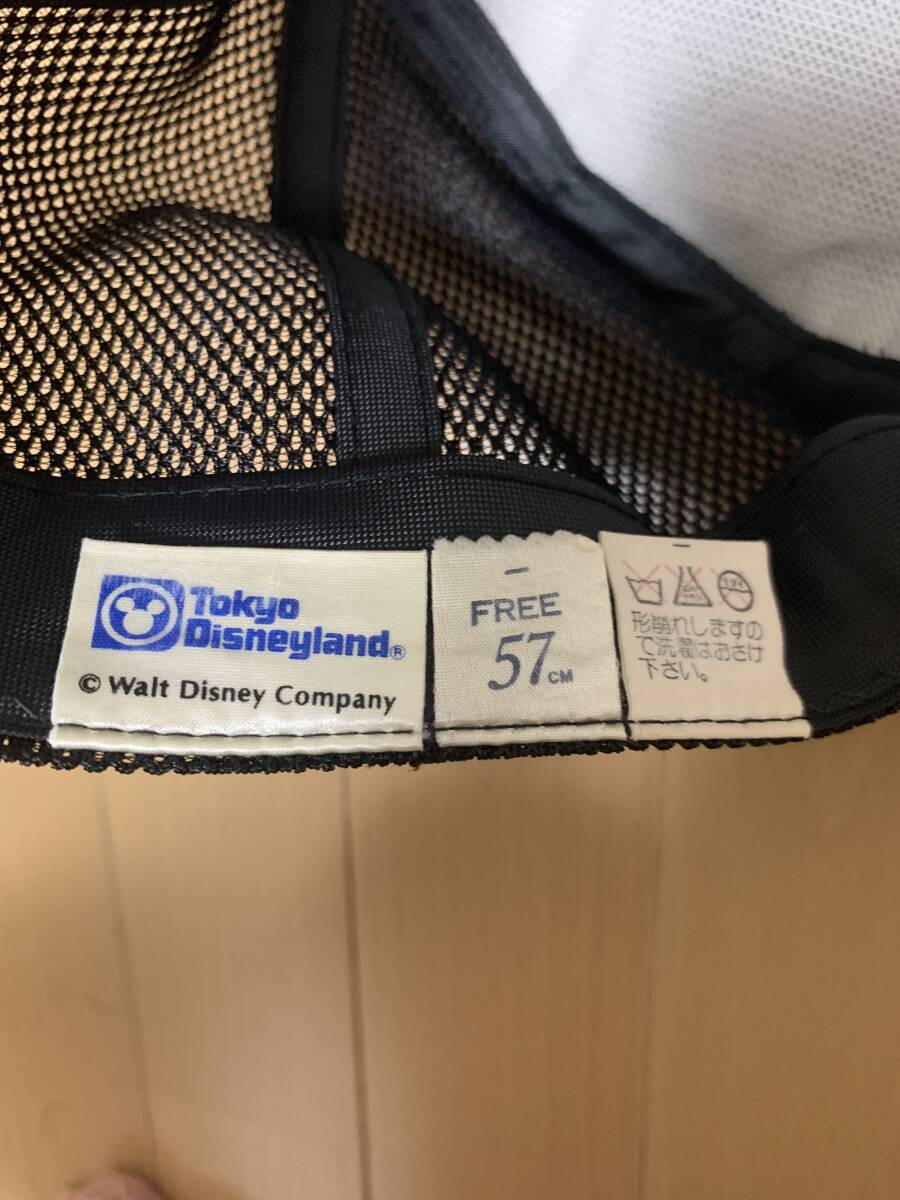 Tokyo
Disneyland®
© Walt Disney Company
FREE
57CM
形崩れしますの
で洗濯はおさけ
下さい。